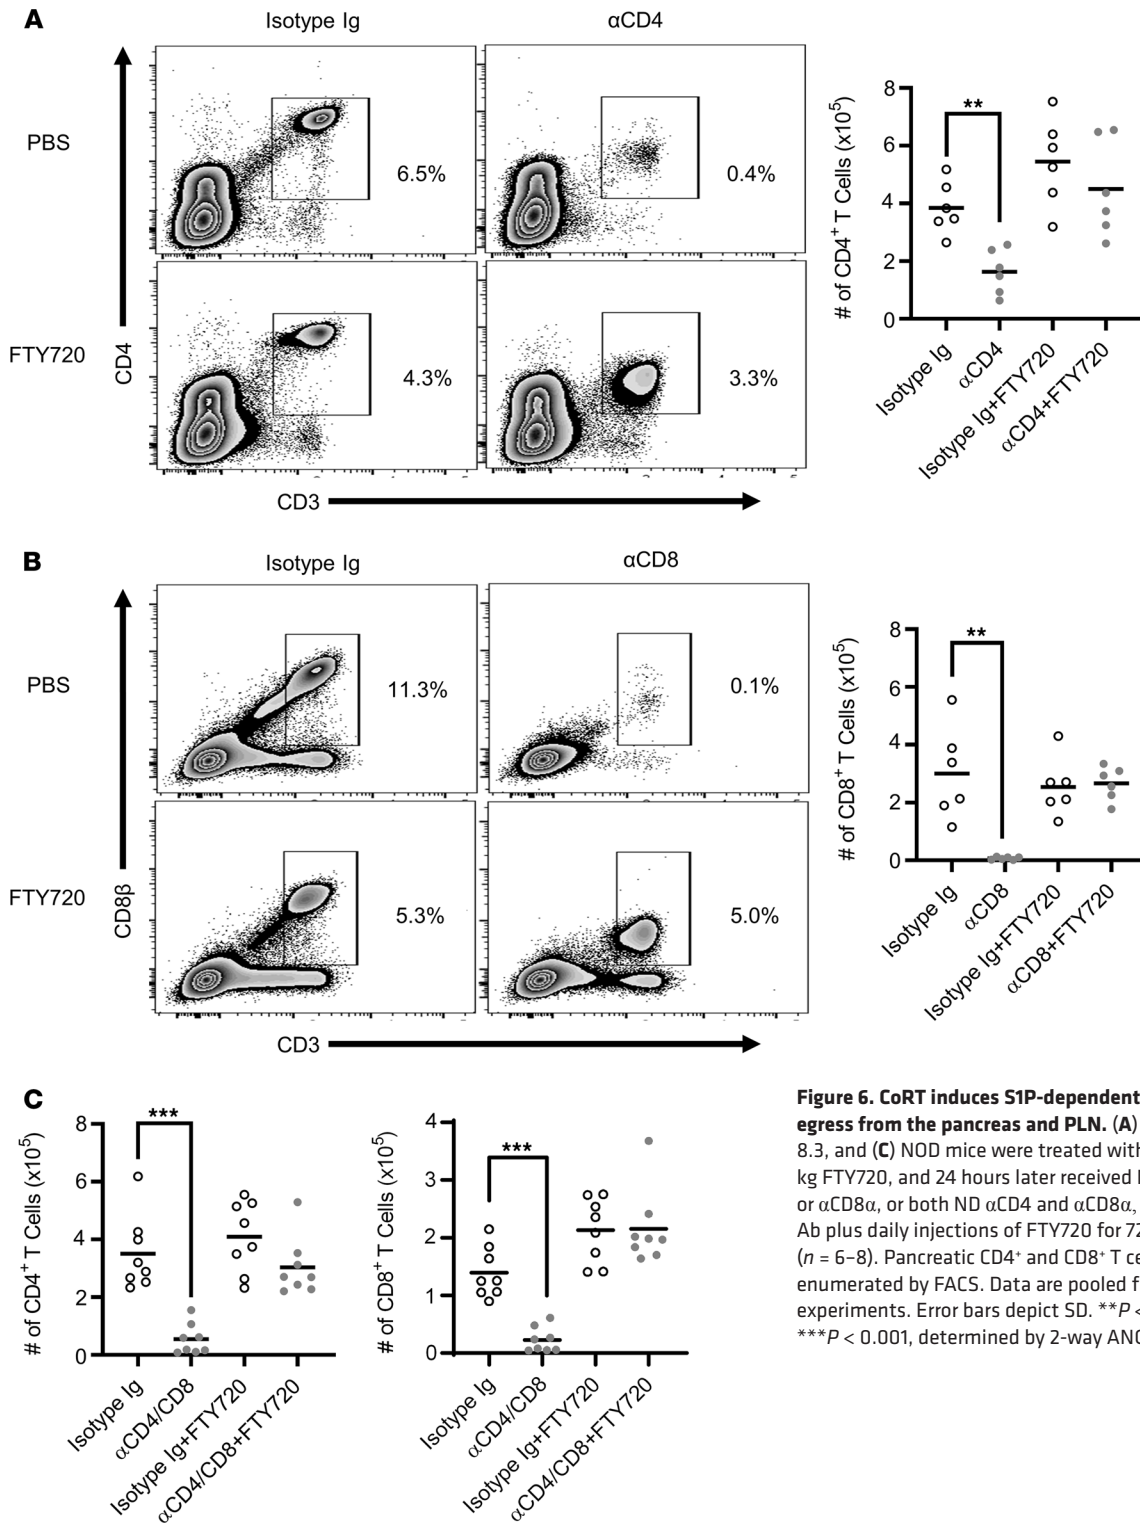 A
Isotype Ig
αCD4
PBS
6.5%
0.4%
FTY720
4.3%
3.3%
CD4
CD3
# of CD4+ T Cells (x10⁵)
8
6
4
2
0
**
Isotype Ig
αCD4
Isotype Ig+FTY720
αCD4+FTY720
B
Isotype Ig
αCD8
PBS
11.3%
0.1%
FTY720
5.3%
5.0%
CD8β
CD3
# of CD8+ T Cells (x10⁵)
8
6
4
2
0
**
Isotype Ig
αCD8
Isotype Ig+FTY720
αCD8+FTY720
C
# of CD4+ T Cells (x10⁵)
8
6
4
2
0
***
Isotype Ig
αCD4/CD8
Isotype Ig+FTY720
αCD4/CD8+FTY720
# of CD8+ T Cells (x10⁵)
4
3
2
1
0
***
Isotype Ig
αCD4/CD8
Isotype Ig+FTY720
αCD4/CD8+FTY720
Figure 6. CoRT induces S1P-dependent
egress from the pancreas and PLN. (A)
8.3, and (C) NOD mice were treated with
kg FTY720, and 24 hours later received
or αCD8α, or both ND αCD4 and αCD8α,
Ab plus daily injections of FTY720 for 72
(n = 6–8). Pancreatic CD4+ and CD8+ T ce
enumerated by FACS. Data are pooled f
experiments. Error bars depict SD. **P <
***P < 0.001, determined by 2-way ANO